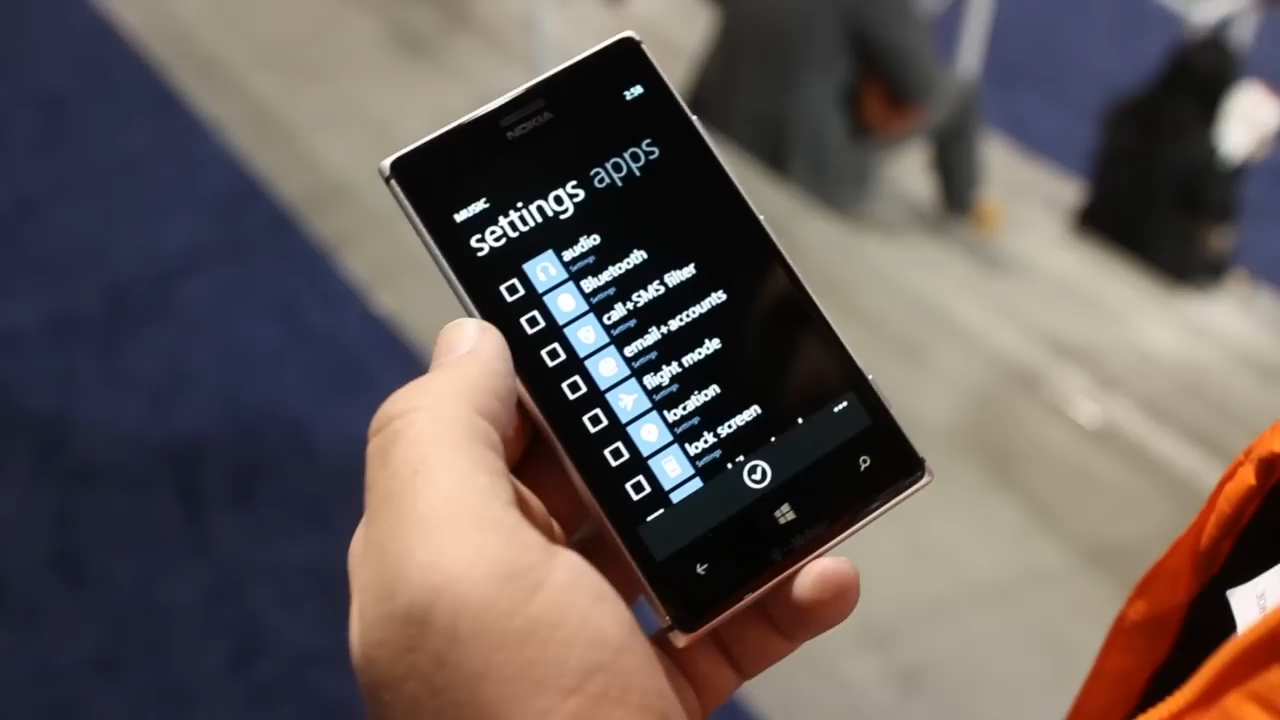 2:58
NOKIA
MUSIC
settings apps
audio
Settings
Bluetooth
Settings
call+SMS filter
Settings
email+accounts
Settings
flight mode
Settings
location
Settings
lock screen
Settings